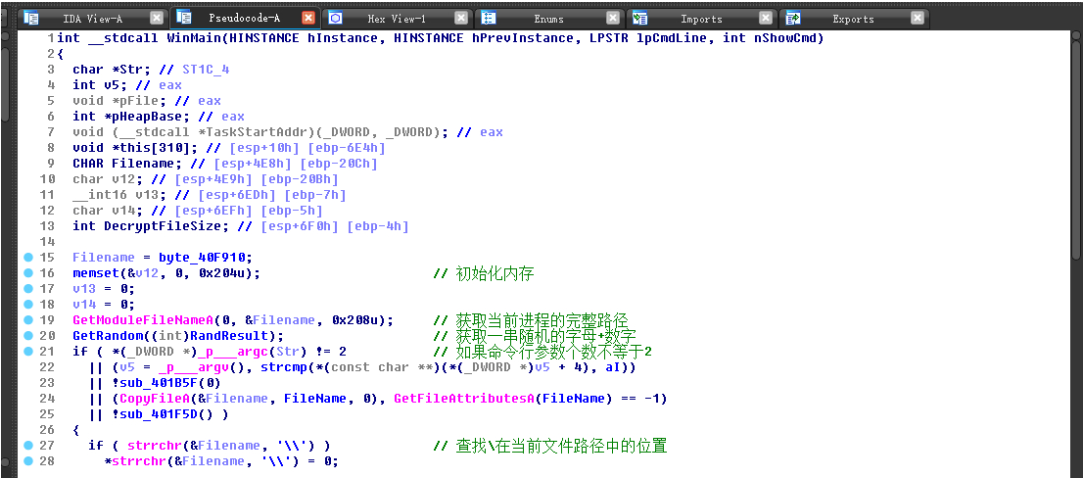 IDA View-A Pseudocode-A Hex View-1 Enums Imports Exports
1 int __stdcall WinMain(HINSTANCE hInstance, HINSTANCE hPrevInstance, LPSTR lpCmdLine, int nShowCmd)
2 {
3 char *Str; // ST1C_4
4 int v5; // eax
5 void *pFile; // eax
6 int *pHeapBase; // eax
7 void (__stdcall *TaskStartAddr)(_DWORD, _DWORD); // eax
8 void *this[310]; // [esp+10h] [ebp-6E4h]
9 CHAR Filename; // [esp+4E8h] [ebp-20Ch]
10 char v12; // [esp+4E9h] [ebp-20Bh]
11 __int16 v13; // [esp+6EDh] [ebp-7h]
12 char v14; // [esp+6EFh] [ebp-5h]
13 int DecryptFileSize; // [esp+6F0h] [ebp-4h]
14
15 Filename = byte_40F910;
16 memset(&v12, 0, 0x204u); // 初始化内存
17 v13 = 0;
18 v14 = 0;
19 GetModuleFileNameA(0, &Filename, 0x208u); // 获取当前进程的完整路径
20 GetRandom((int)RandResult); // 获取一串随机的字母+数字
21 if ( *(_DWORD *)_p___argc(Str) != 2 // 如果命令行参数个数不等于2
22 || (v5 = _p___argv(), strcmp(*(const char **)(*(_DWORD *)v5 + 4), aI))
23 || !sub_401B5F(0)
24 || (CopyFileA(&Filename, FileName, 0), GetFileAttributesA(FileName) == -1)
25 || !sub_401F5D() )
26 {
27 if ( strrchr(&Filename, '\\') ) // 查找\在当前文件路径中的位置
28 *strrchr(&Filename, '\\') = 0;